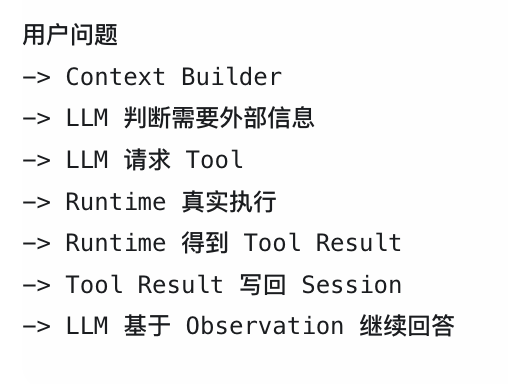 用户问题
-> Context Builder
-> LLM 判断需要外部信息
-> LLM 请求 Tool
-> Runtime 真实执行
-> Runtime 得到 Tool Result
-> Tool Result 写回 Session
-> LLM 基于 Observation 继续回答